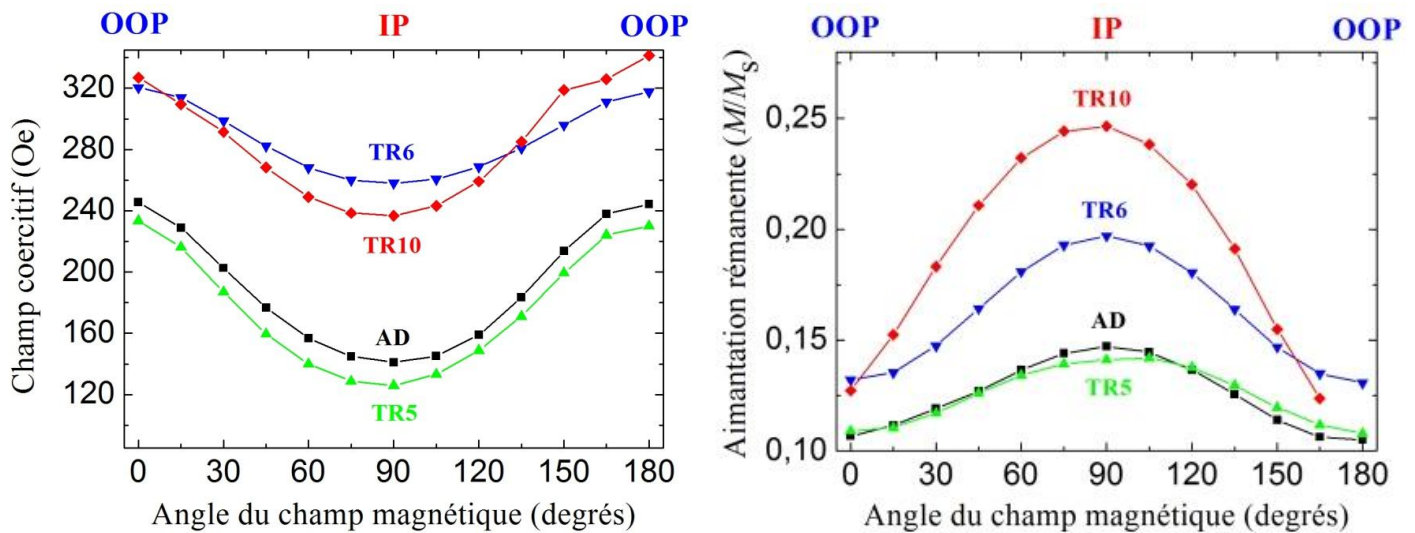 OOP IP OOP
Champ coercitif (Oe)
320
280
240
200
160
120
TR6
TR10
AD
TR5
0 30 60 90 120 150 180
Angle du champ magnétique (degrés)
OOP IP OOP
Aimantation rémanente (M/MS)
0,25
0,20
0,15
0,10
TR10
TR6
AD
TR5
0 30 60 90 120 150 180
Angle du champ magnétique (degrés)